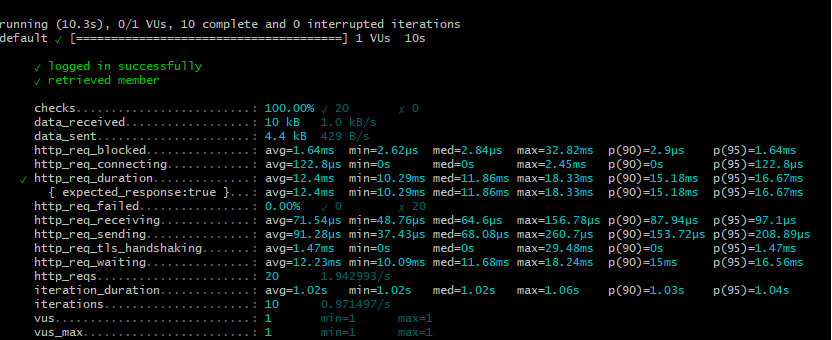 running (10.3s), 0/1 VUs, 10 complete and 0 interrupted iterations
default ✓ [======================================] 1 VUs  10s
✓ logged in successfully
✓ retrieved member
checks.........................: 100.00% ✓ 20       ✗ 0
data_received..................: 10 kB   1.0 kB/s
data_sent......................: 4.4 kB  429 B/s
http_req_blocked...............: avg=1.64ms  min=2.62µs  med=2.84µs  max=32.82ms  p(90)=2.9µs    p(95)=1.64ms
http_req_connecting............: avg=122.8µs min=0s      med=0s      max=2.45ms   p(90)=0s       p(95)=122.8µs
✓ http_req_duration..............: avg=12.4ms  min=10.29ms med=11.86ms max=18.33ms  p(90)=15.18ms  p(95)=16.67ms
{ expected_response:true }...: avg=12.4ms  min=10.29ms med=11.86ms max=18.33ms  p(90)=15.18ms  p(95)=16.67ms
http_req_failed................: 0.00%   ✓ 0        ✗ 20
http_req_receiving.............: avg=71.54µs min=48.76µs med=64.6µs  max=156.78µs p(90)=87.94µs  p(95)=97.1µs
http_req_sending...............: avg=91.28µs min=37.43µs med=68.08µs max=260.7µs  p(90)=153.72µs p(95)=208.89µs
http_req_tls_handshaking.......: avg=1.47ms  min=0s      med=0s      max=29.48ms  p(90)=0s       p(95)=1.47ms
http_req_waiting...............: avg=12.23ms min=10.09ms med=11.68ms max=18.24ms  p(90)=15ms     p(95)=16.56ms
http_reqs......................: 20      1.942993/s
iteration_duration.............: avg=1.02s   min=1.02s   med=1.02s   max=1.06s    p(90)=1.03s    p(95)=1.04s
iterations.....................: 10      0.971497/s
vus............................: 1       min=1      max=1
vus_max........................: 1       min=1      max=1